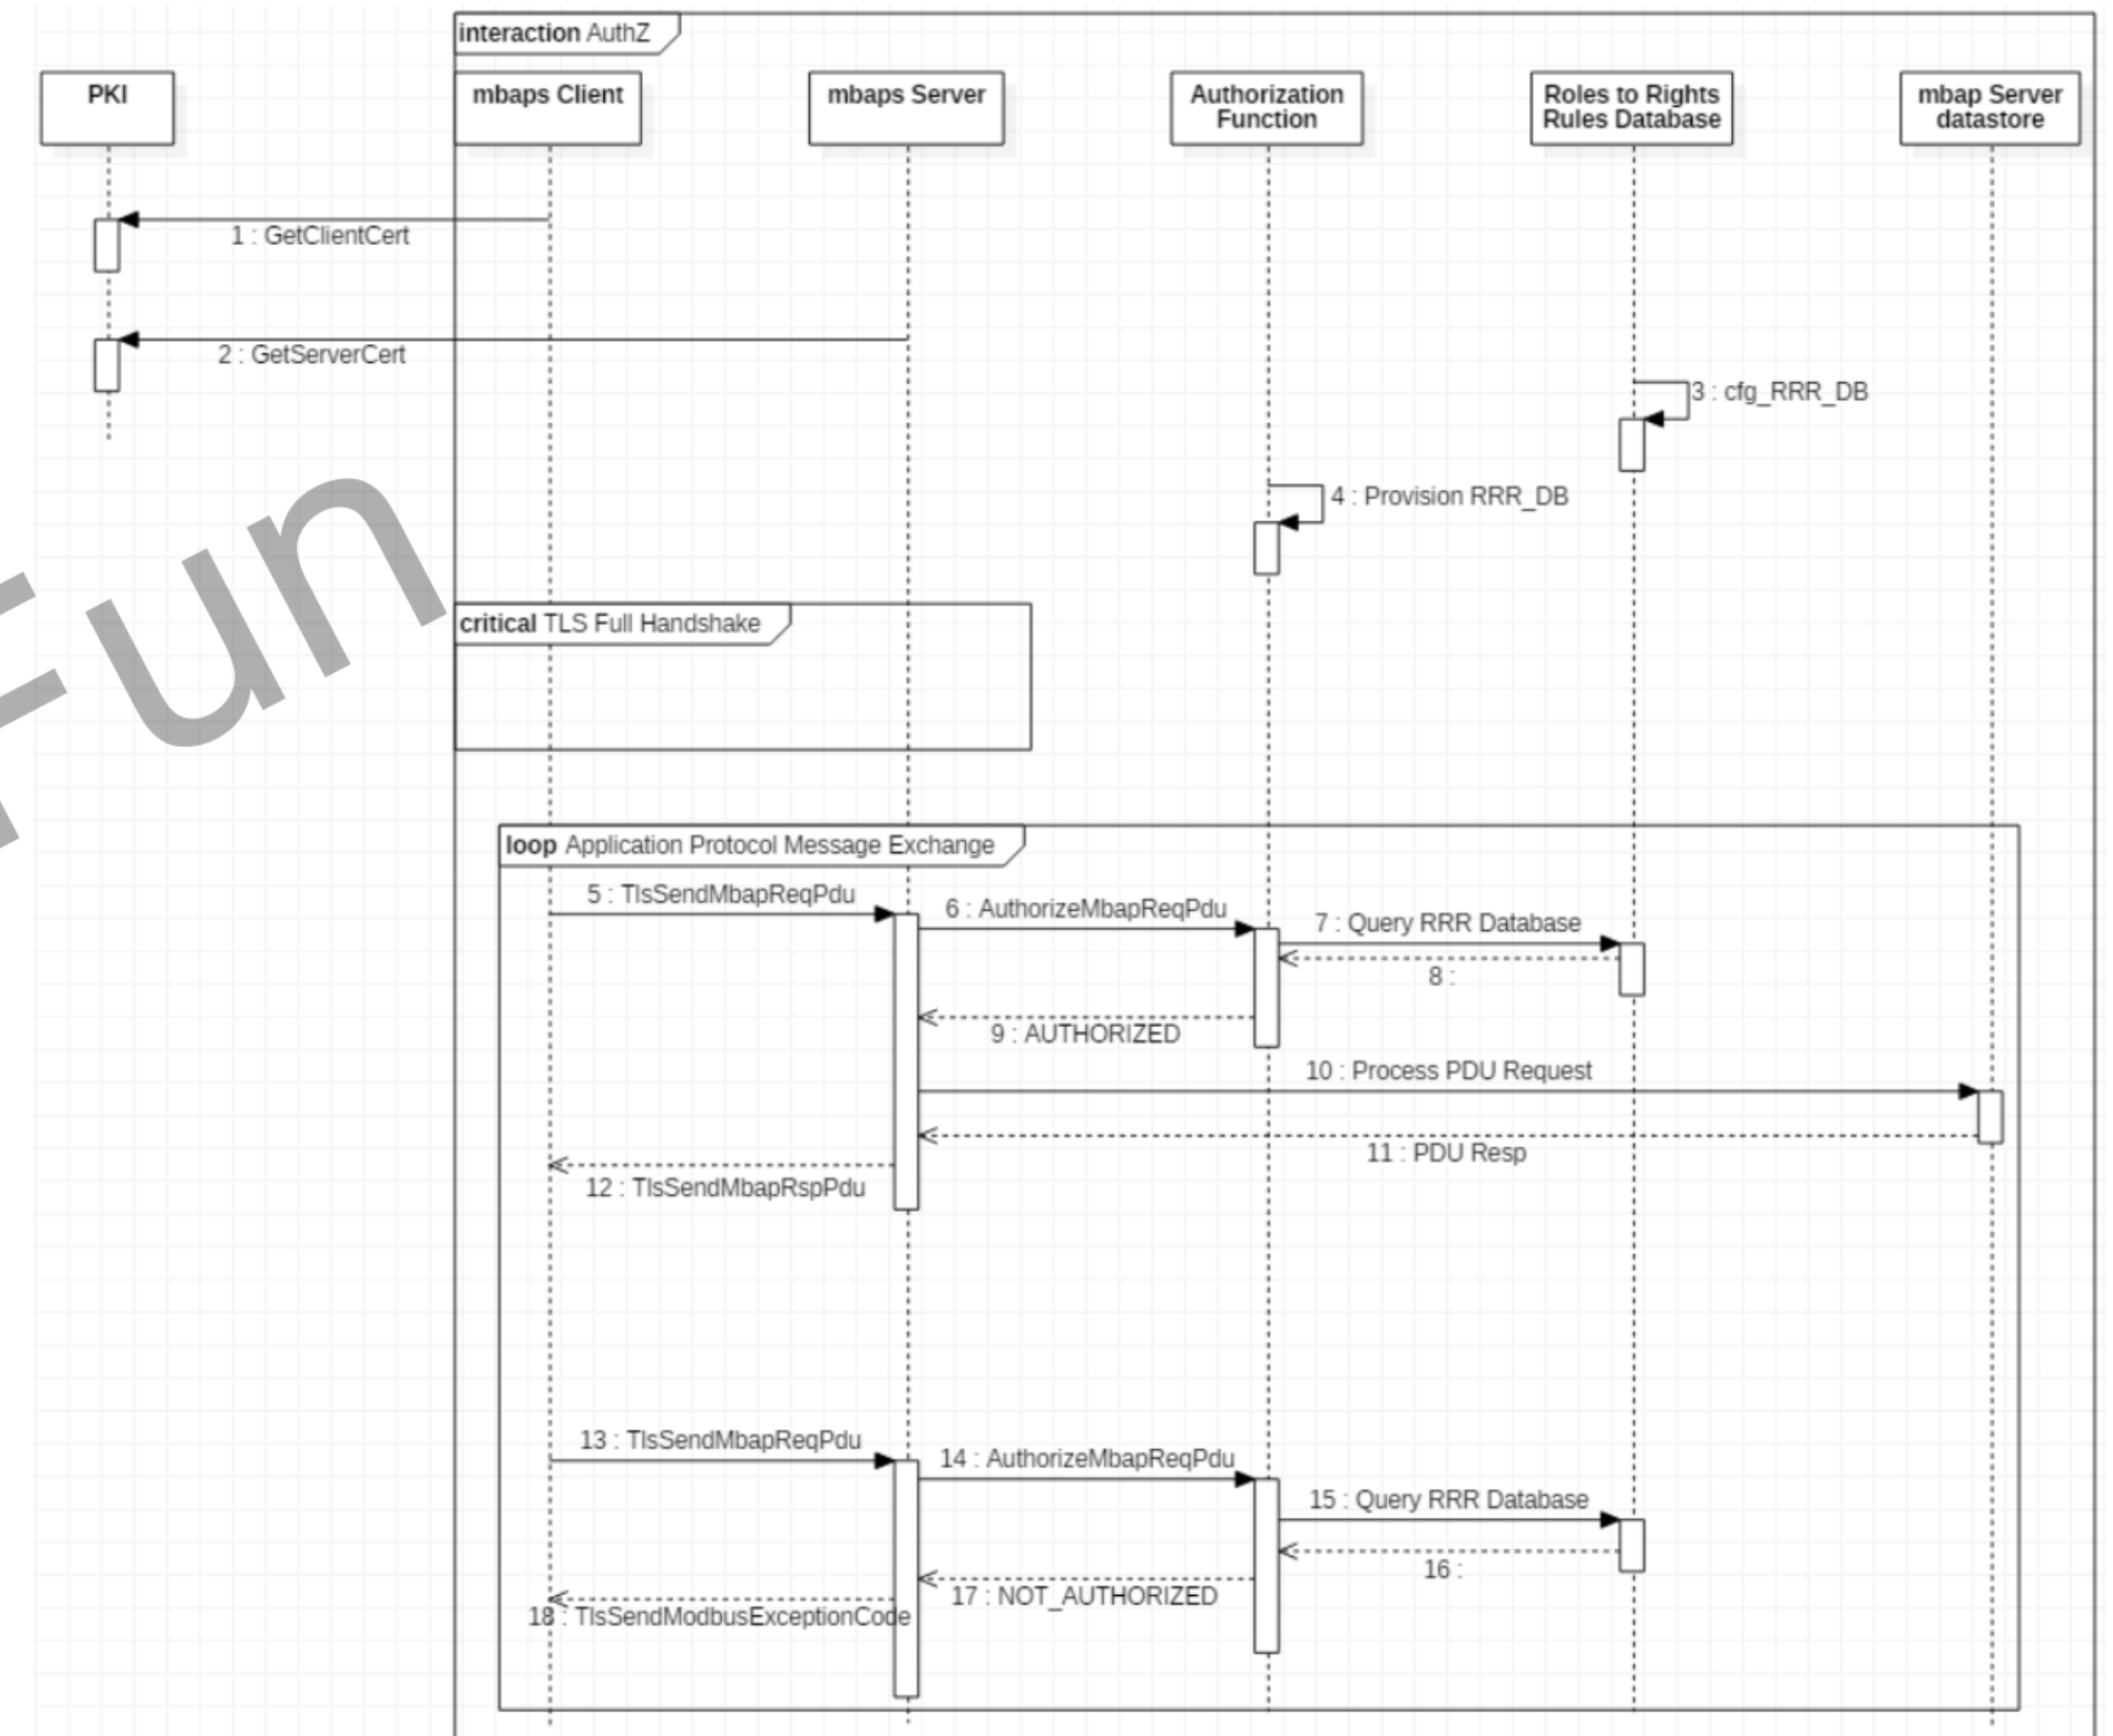 interaction AuthZ
PKI
mbaps Client
mbaps Server
Authorization
Function
Roles to Rights
Rules Database
mbap Server
datastore
1 : GetClientCert
2 : GetServerCert
3 : cfg_RRR_DB
4 : Provision RRR_DB
Fun
critical TLS Full Handshake
loop Application Protocol Message Exchange
5 : TlsSendMbapReqPdu
6 : AuthorizeMbapReqPdu
7 : Query RRR Database
8 :
9 : AUTHORIZED
10 : Process PDU Request
11 : PDU Resp
12 : TlsSendMbapRspPdu
13 : TlsSendMbapReqPdu
14 : AuthorizeMbapReqPdu
15 : Query RRR Database
16 :
17 : NOT_AUTHORIZED
18 : TlsSendModbusExceptionCode